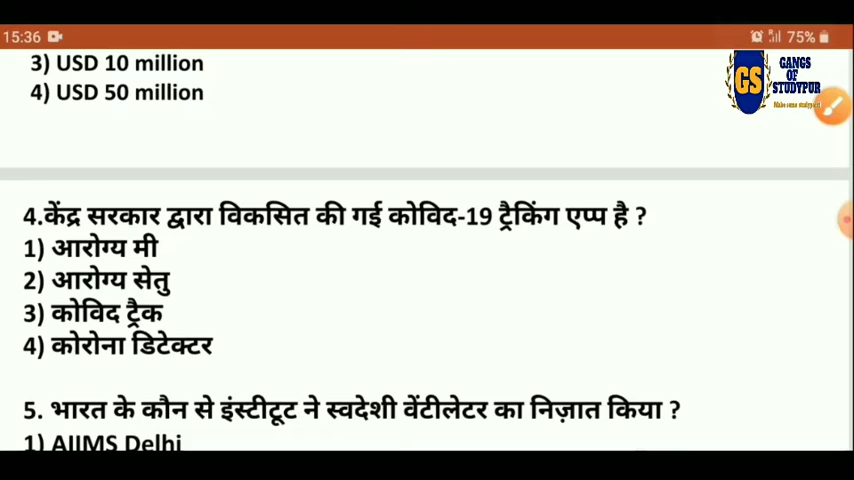 15:36
75%
3) USD 10 million
4) USD 50 million
GS
GANGS
OF
STUDYPUR
4.केंद्र सरकार द्वारा विकसित की गई कोविद-19 ट्रैकिंग एप्प है ?
1) आरोग्य मी
2) आरोग्य सेतु
3) कोविद ट्रैक
4) कोरोना डिटेक्टर
5. भारत के कौन से इंस्टीटूट ने स्वदेशी वेंटीलेटर का निज़ात किया ?
1) AIIMS Delhi